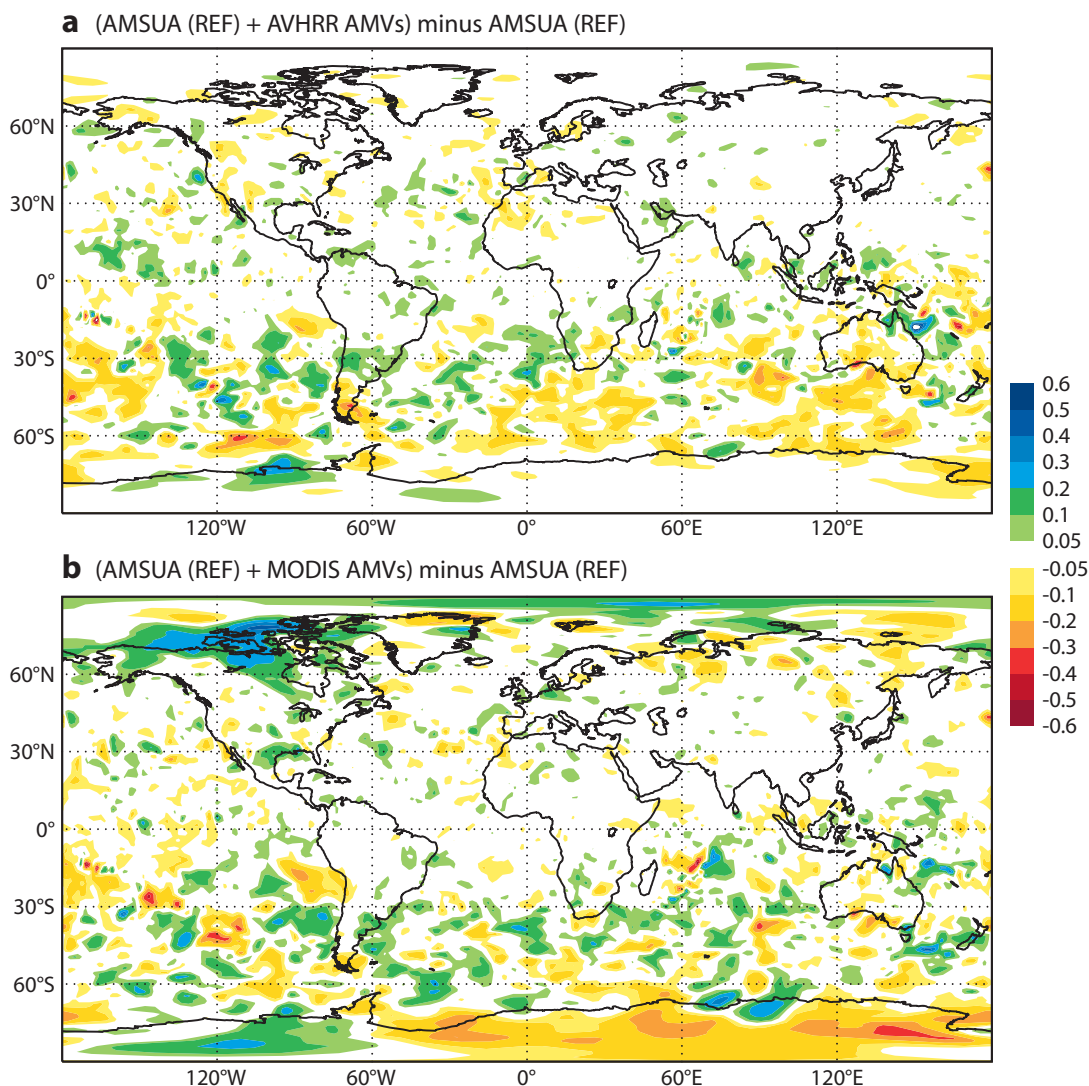 a (AMSUA (REF) + AVHRR AMVs) minus AMSUA (REF)
60°N
30°N
0°
30°S
60°S
120°W 60°W 0° 60°E 120°E
0.6
0.5
0.4
0.3
0.2
0.1
0.05
-0.05
-0.1
-0.2
-0.3
-0.4
-0.5
-0.6
b (AMSUA (REF) + MODIS AMVs) minus AMSUA (REF)
60°N
30°N
0°
30°S
60°S
120°W 60°W 0° 60°E 120°E